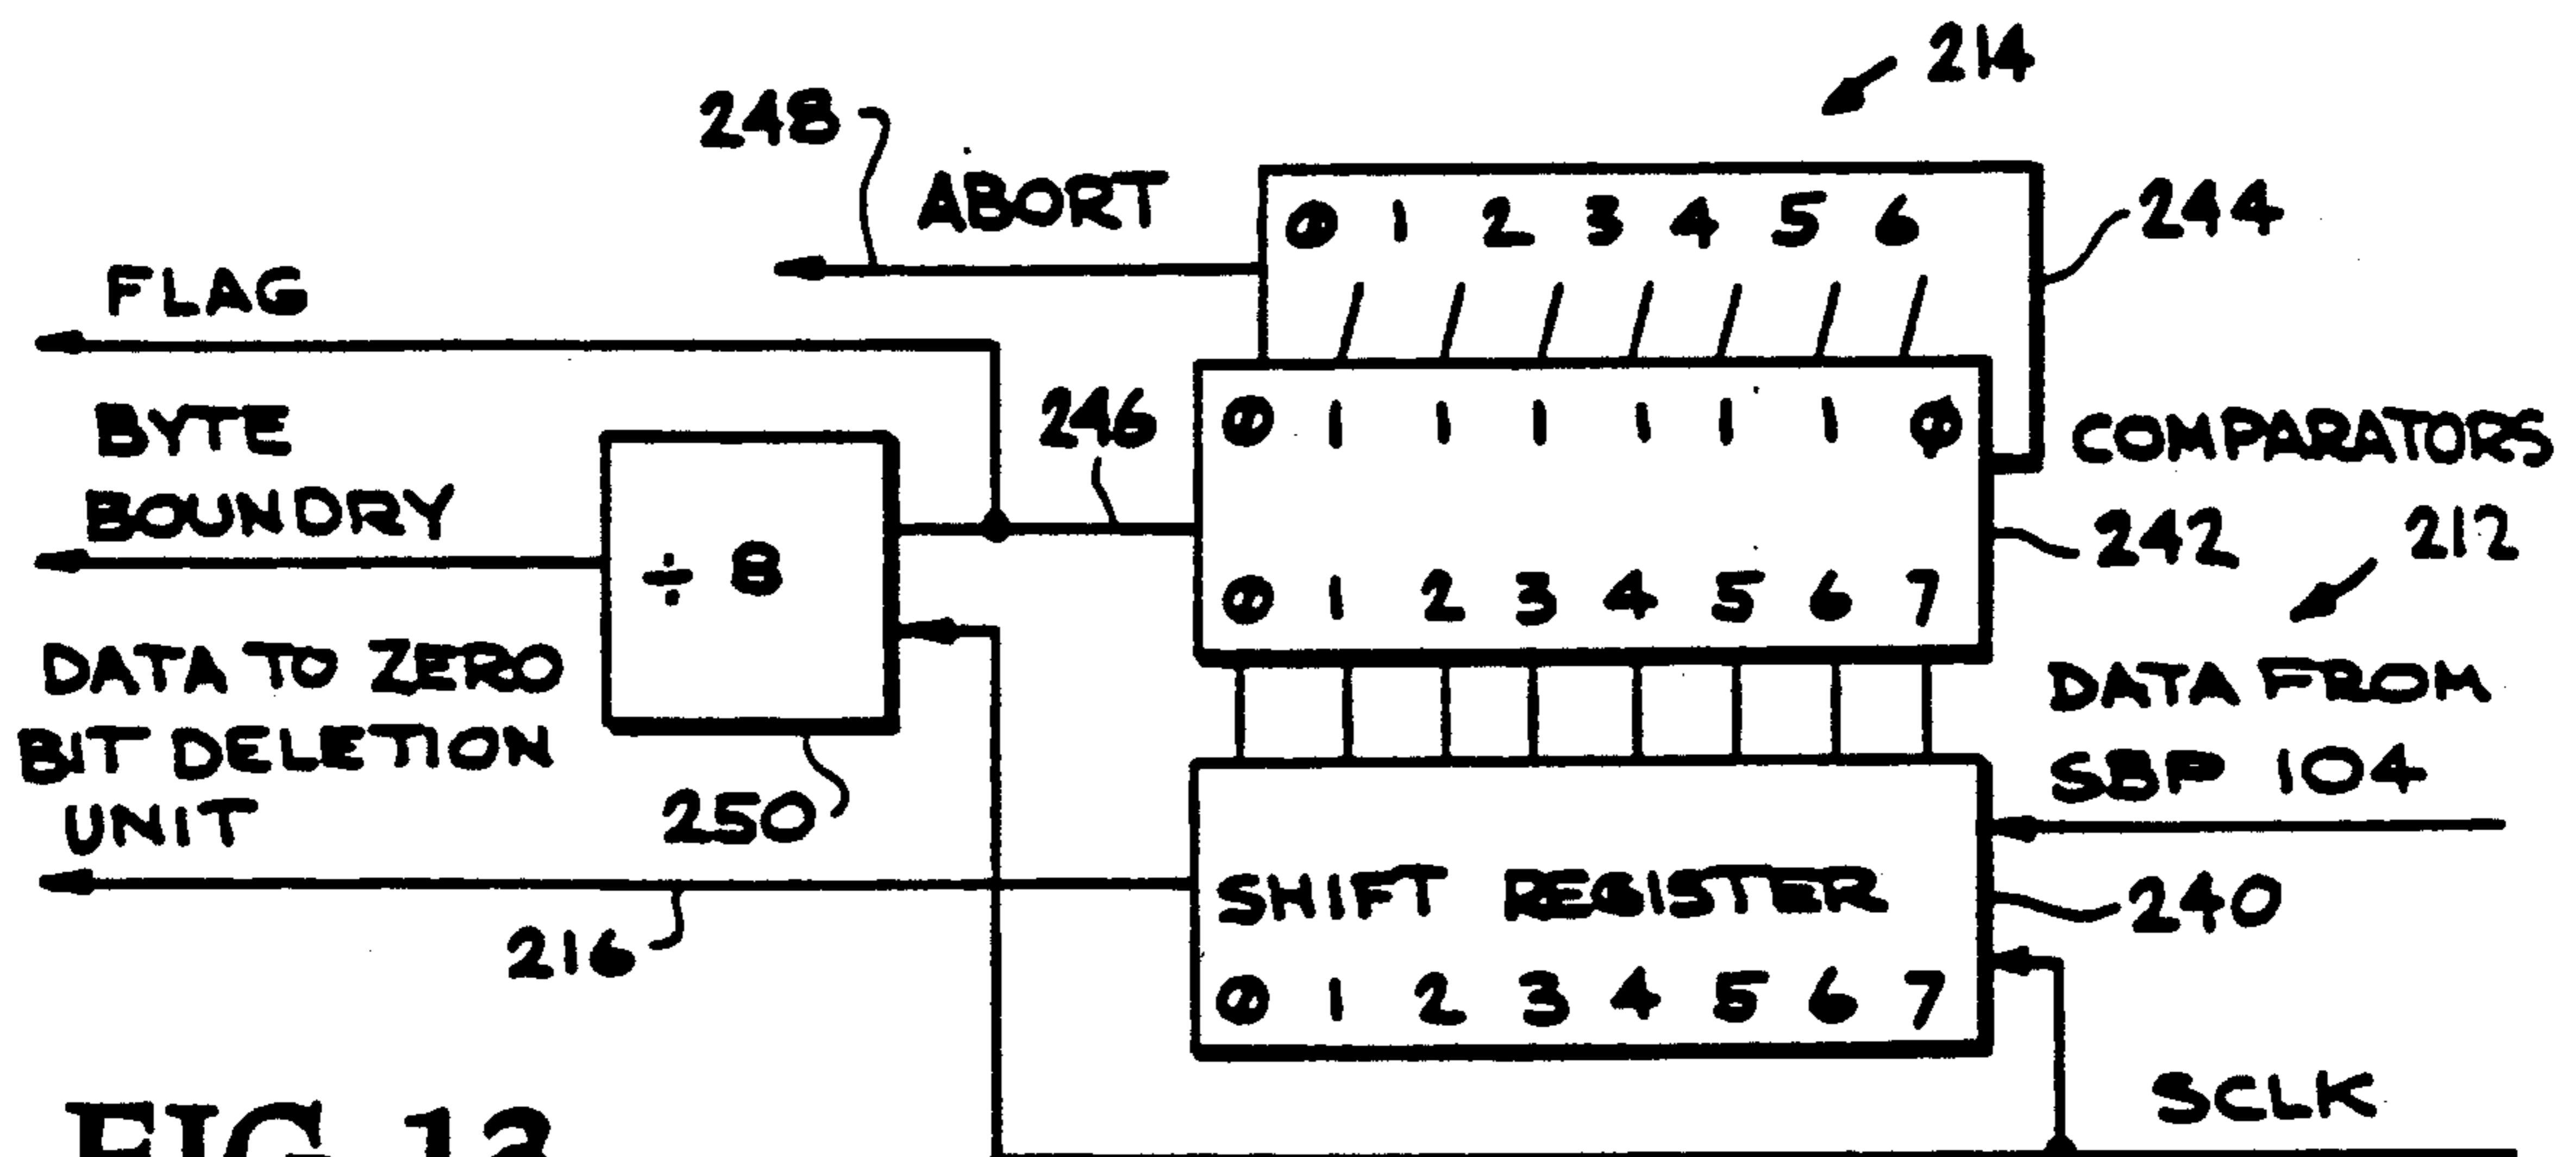 214
248
ABORT
0 1 2 3 4 5 6
244
FLAG
BYTE
BOUNDRY
246
0 1 1 1 1 1 1 0
COMPARATORS
÷ 8
242
212
0 1 2 3 4 5 6 7
DATA TO ZERO
BIT DELETION
UNIT
250
DATA FROM
SBP 104
216
SHIFT REGISTER
240
0 1 2 3 4 5 6 7
SCLK